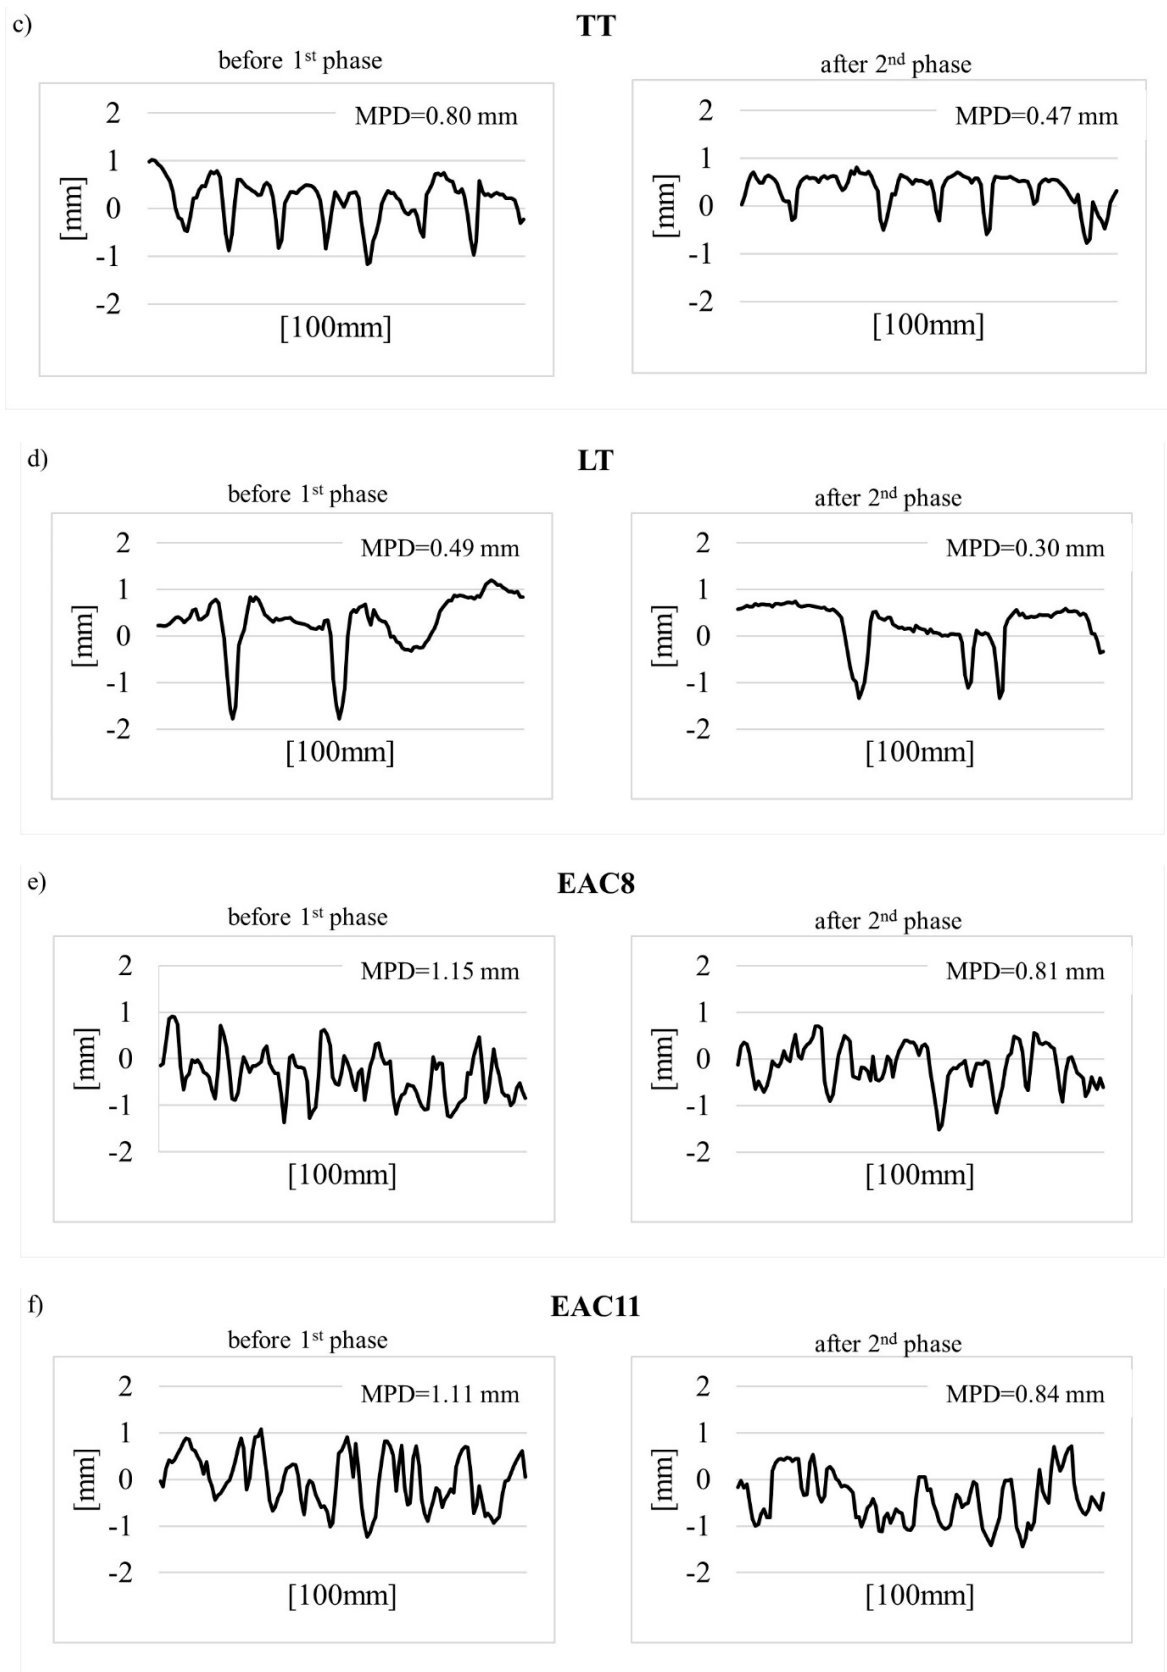 c)
TT
before 1st phase
after 2nd phase
MPD=0.80 mm
2
1
0
-1
-2
[mm]
[100mm]
MPD=0.47 mm
2
1
0
-1
-2
[mm]
[100mm]
d)
LT
before 1st phase
after 2nd phase
MPD=0.49 mm
2
1
0
-1
-2
[mm]
[100mm]
MPD=0.30 mm
2
1
0
-1
-2
[mm]
[100mm]
e)
EAC8
before 1st phase
after 2nd phase
MPD=1.15 mm
2
1
0
-1
-2
[mm]
[100mm]
MPD=0.81 mm
2
1
0
-1
-2
[mm]
[100mm]
f)
EAC11
before 1st phase
after 2nd phase
MPD=1.11 mm
2
1
0
-1
-2
[mm]
[100mm]
MPD=0.84 mm
2
1
0
-1
-2
[mm]
[100mm]